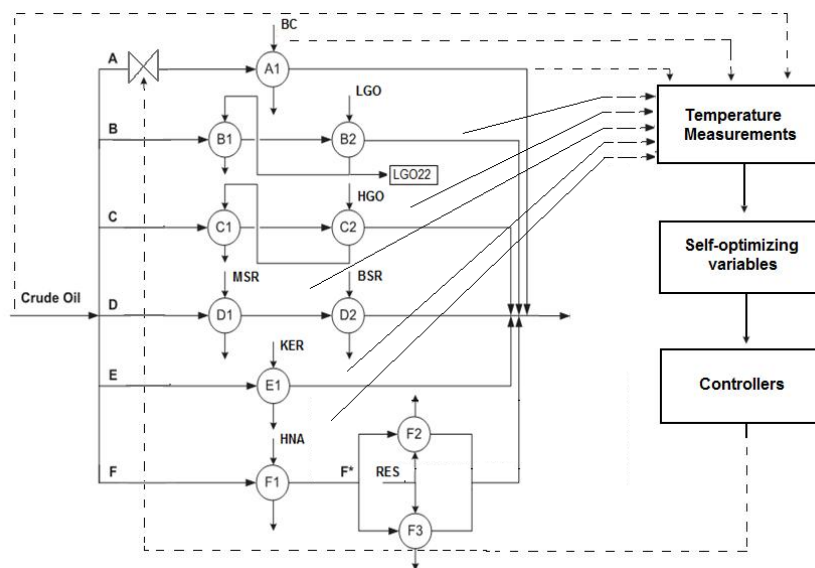 BC
A
A1
LGO
B
B1
B2
LGO22
HGO
C
C1
C2
MSR
BSR
Crude Oil
D
D1
D2
KER
E
E1
HNA
F
F1
F*
RES
F2
F3
Temperature
Measurements
Self-optimizing
variables
Controllers